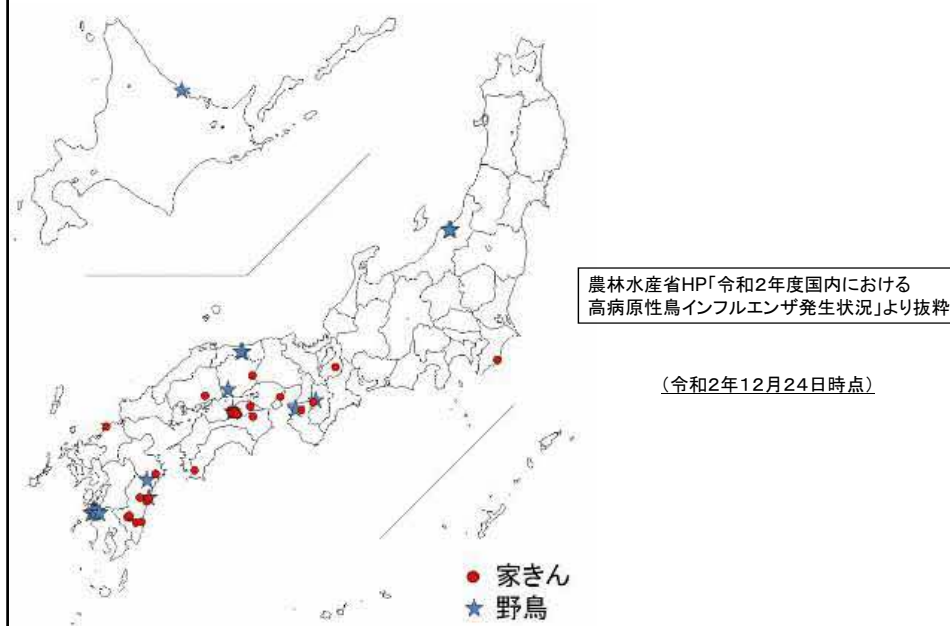 農林水産省HP「令和2年度国内における
高病原性鳥インフルエンザ発生状況」より抜粋
(令和2年12月24日時点)
家きん
野鳥